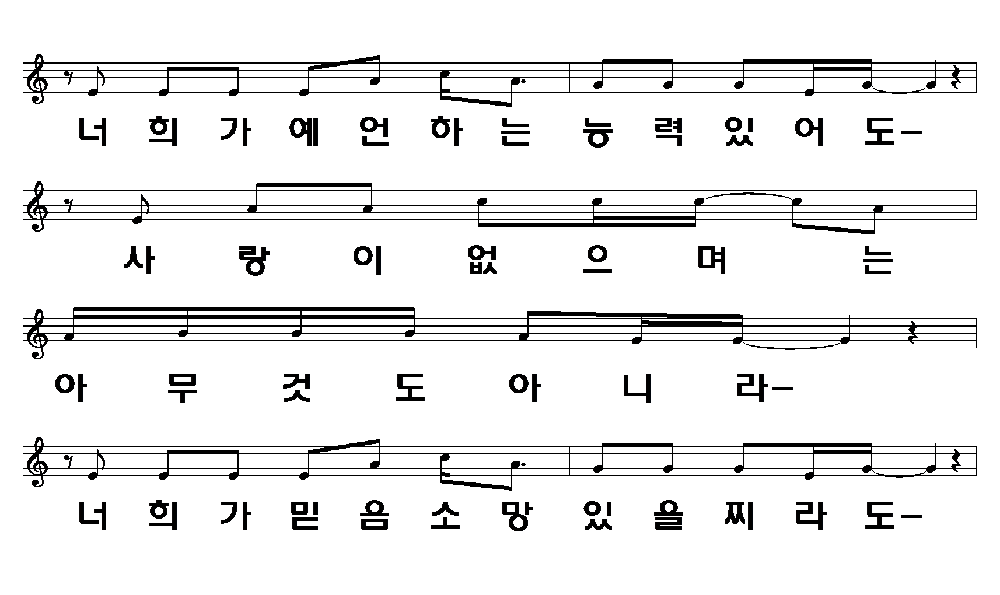 너 희 가 예 언 하 는 능 력 있 어 도-
사 랑 이 없 으 며 는
아 무 것 도 아 니 라-
너 희 가 믿 음 소 망 있 을 찌 라 도-